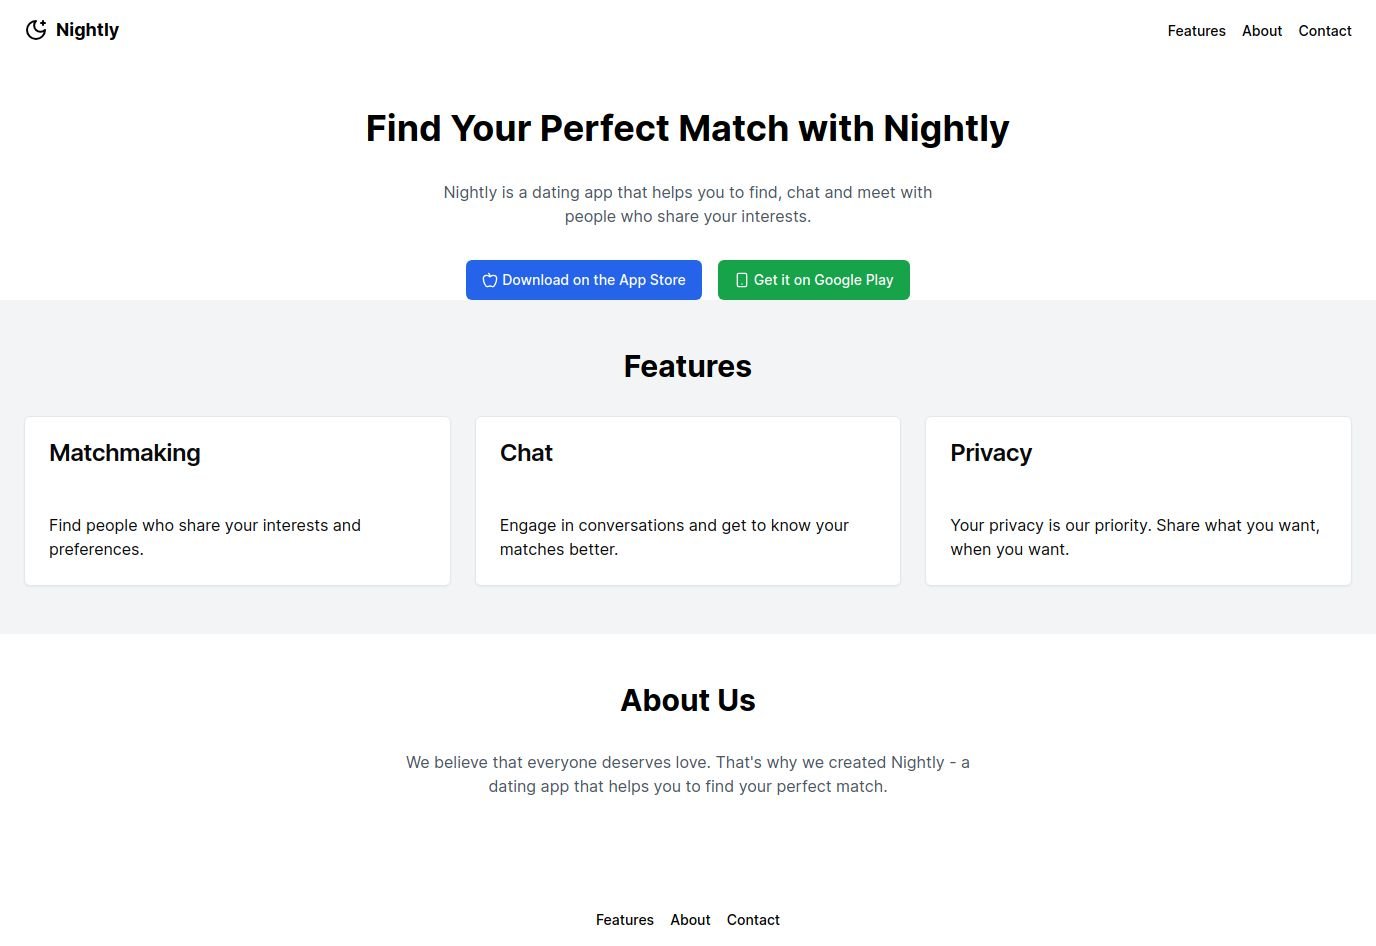 Nightly
Features About Contact
Find Your Perfect Match with Nightly
Nightly is a dating app that helps you to find, chat and meet with
people who share your interests.
Download on the App Store
Get it on Google Play
Features
Matchmaking
Find people who share your interests and
preferences.
Chat
Engage in conversations and get to know your
matches better.
Privacy
Your privacy is our priority. Share what you want,
when you want.
About Us
We believe that everyone deserves love. That's why we created Nightly - a
dating app that helps you to find your perfect match.
Features About Contact